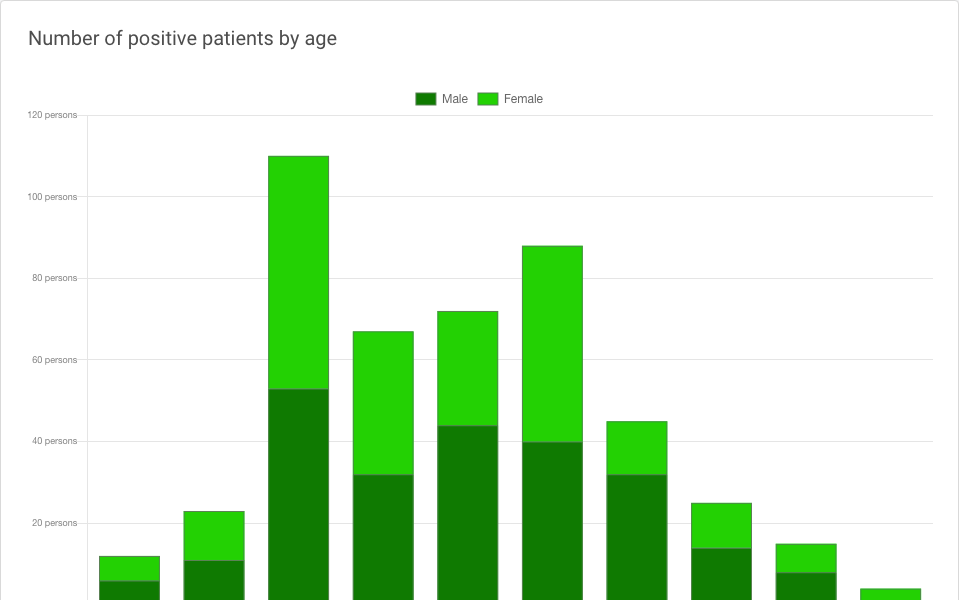 Number of positive patients by age
Male Female
120 persons
100 persons
80 persons
60 persons
40 persons
20 persons